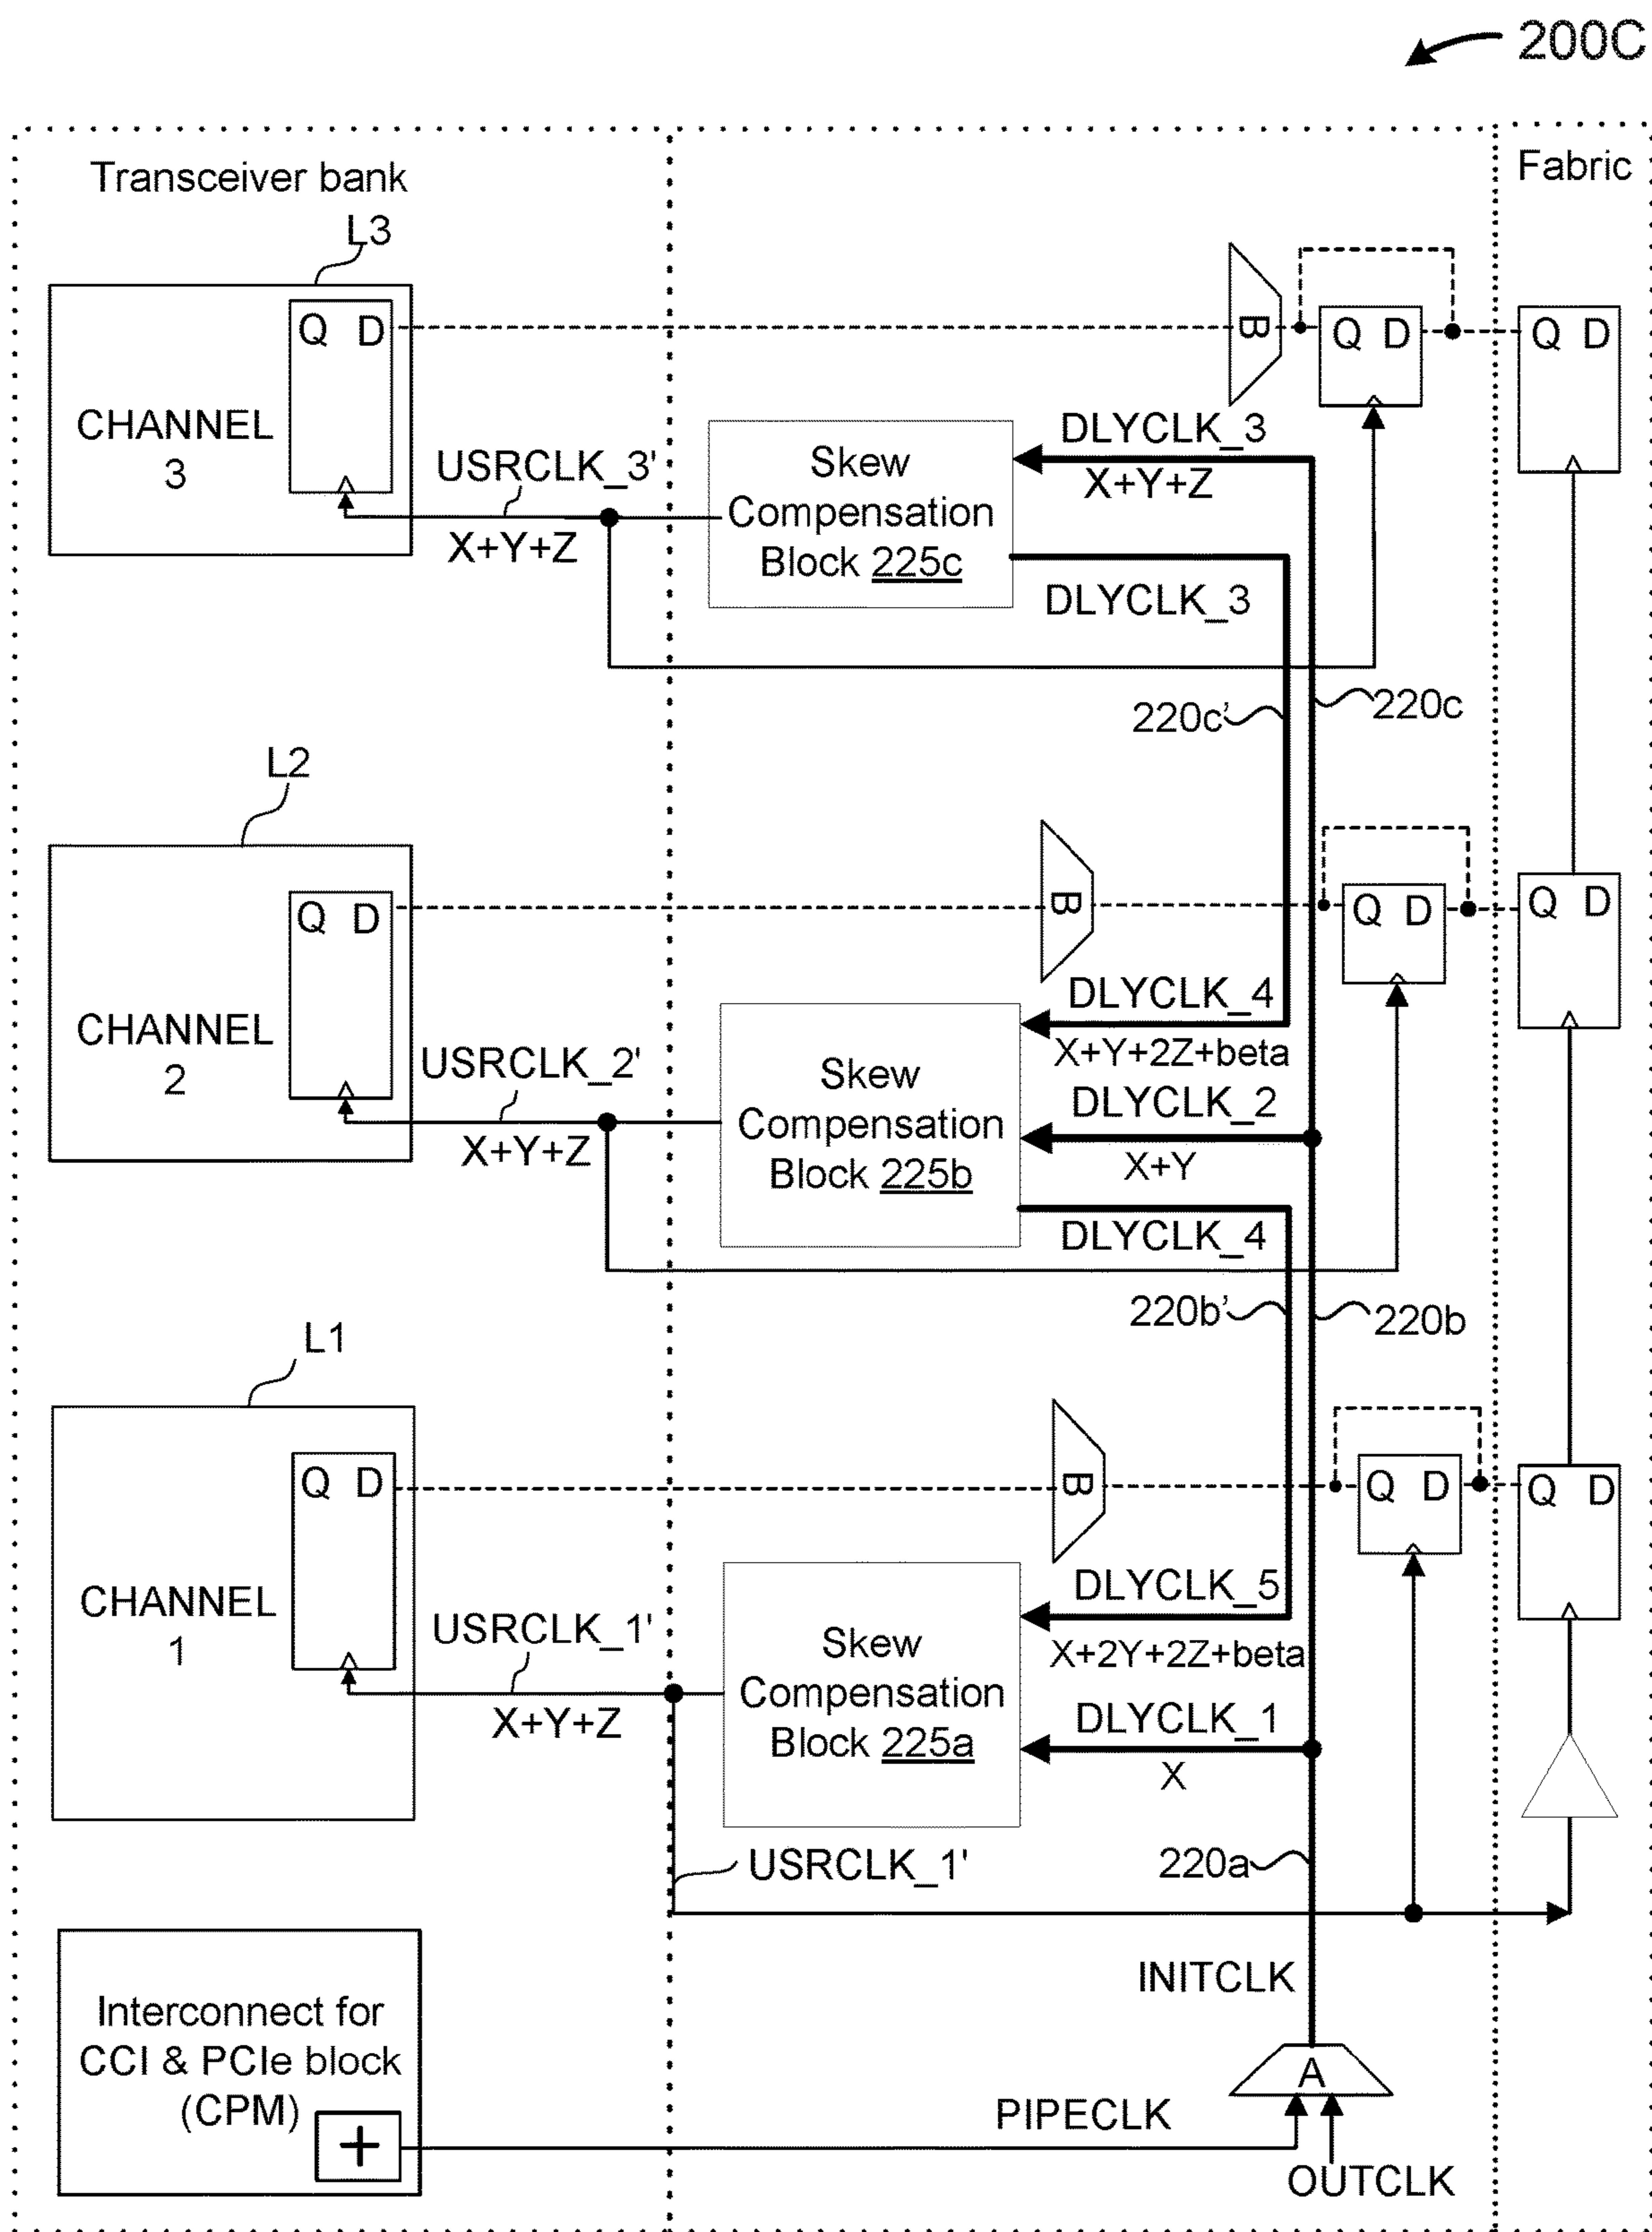 200C
Transceiver bank
Fabric
L3
Q D
B
Q D
Q D
CHANNEL
3
USRCLK_3'
X+Y+Z
Skew
Compensation
Block 225c
DLYCLK_3
X+Y+Z
DLYCLK_3
220c'
220c
L2
Q D
B
Q D
Q D
CHANNEL
2
USRCLK_2'
X+Y+Z
Skew
Compensation
Block 225b
DLYCLK_4
X+Y+2Z+beta
DLYCLK_2
X+Y
DLYCLK_4
220b'
220b
L1
Q D
B
Q D
Q D
CHANNEL
1
USRCLK_1'
X+Y+Z
Skew
Compensation
Block 225a
DLYCLK_5
X+2Y+2Z+beta
DLYCLK_1
X
USRCLK_1'
220a
INITCLK
Interconnect for
CCI & PCIe block
(CPM)
+
A
PIPECLK
OUTCLK